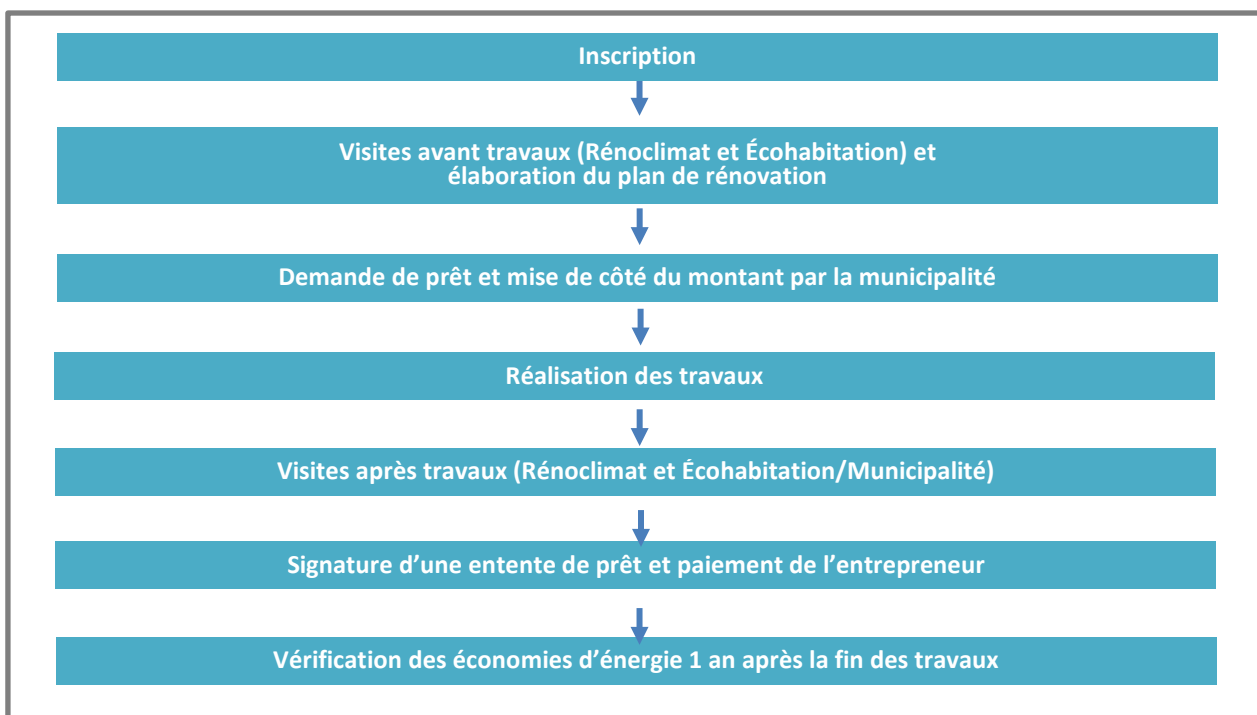 Inscription
Visites avant travaux (Rénoclimat et Écohabitation) et
élaboration du plan de rénovation
Demande de prêt et mise de côté du montant par la municipalité
Réalisation des travaux
Visites après travaux (Rénoclimat et Écohabitation/Municipalité)
Signature d’une entente de prêt et paiement de l’entrepreneur
Vérification des économies d’énergie 1 an après la fin des travaux